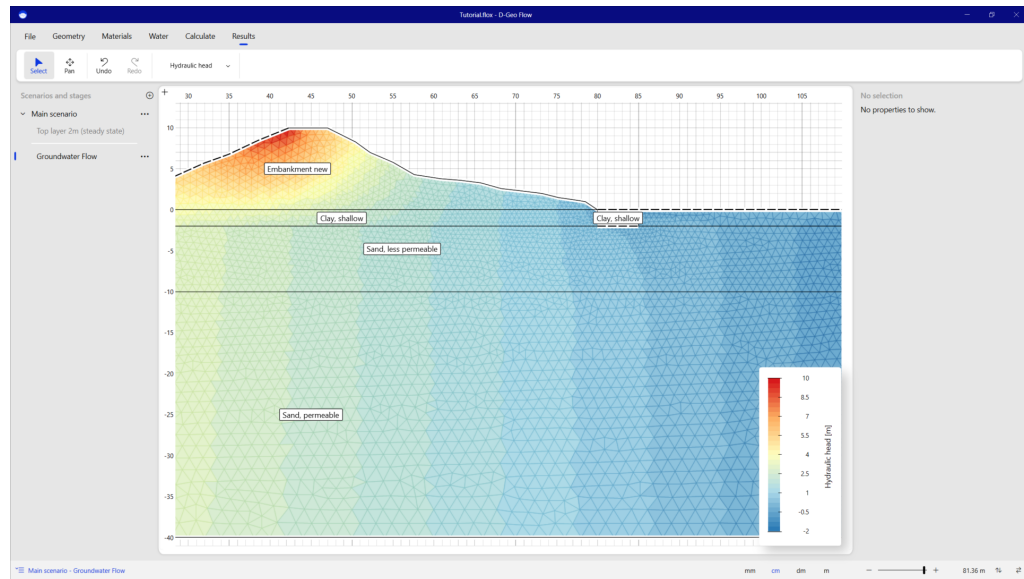 Tutorial.flox - D-Geo Flow
File Geometry Materials Water Calculate Results
Select Pan Undo Redo Hydraulic head
Scenarios and stages
Main scenario
Top layer 2m (steady state)
Groundwater Flow
30 35 40 45 50 55 60 65 70 75 80 85 90 95 100 105
10
5
0
-5
-10
-15
-20
-25
-30
-35
-40
Embankment new
Clay, shallow
Clay, shallow
Sand, less permeable
Sand, permeable
10
8.5
7
5.5
4
2.5
1
-0.5
-2
Hydraulic head [m]
No selection
No properties to show.
Main scenario - Groundwater Flow
mm cm dm m
81.36 m